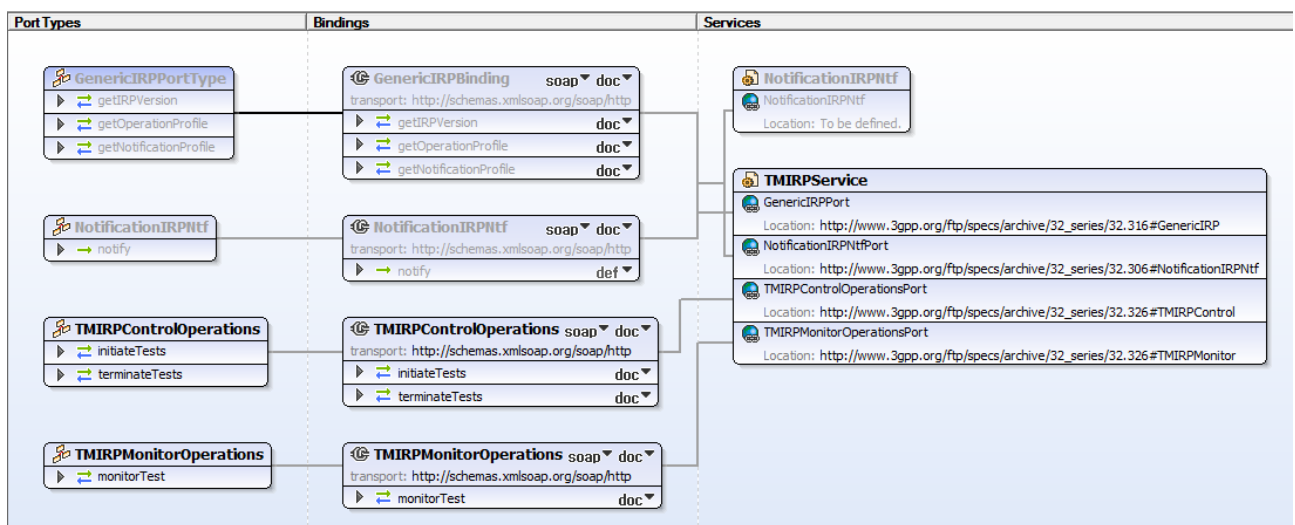 Port Types
Bindings
Services
GenericIRPPortType
getIRPVersion
getOperationProfile
getNotificationProfile
GenericIRPBinding soap doc
transport: http://schemas.xmlsoap.org/soap/http
getIRPVersion doc
getOperationProfile doc
getNotificationProfile doc
NotificationIRPNtf
NotificationIRPNtf
Location: To be defined.
TMIRPService
GenericIRPPort
Location: http://www.3gpp.org/ftp/specs/archive/32_series/32.316#GenericIRP
NotificationIRPNtfPort
Location: http://www.3gpp.org/ftp/specs/archive/32_series/32.306#NotificationIRPNtf
TMIRPControlOperationsPort
Location: http://www.3gpp.org/ftp/specs/archive/32_series/32.326#TMIRPControl
TMIRPMonitorOperationsPort
Location: http://www.3gpp.org/ftp/specs/archive/32_series/32.326#TMIRPMonitor
NotificationIRPNtf
notify
NotificationIRPNtf soap doc
transport: http://schemas.xmlsoap.org/soap/http
notify def
TMIRPControlOperations
initiateTests
terminateTests
TMIRPControlOperations soap doc
transport: http://schemas.xmlsoap.org/soap/http
initiateTests doc
terminateTests doc
TMIRPMonitorOperations
monitorTest
TMIRPMonitorOperations soap doc
transport: http://schemas.xmlsoap.org/soap/http
monitorTest doc